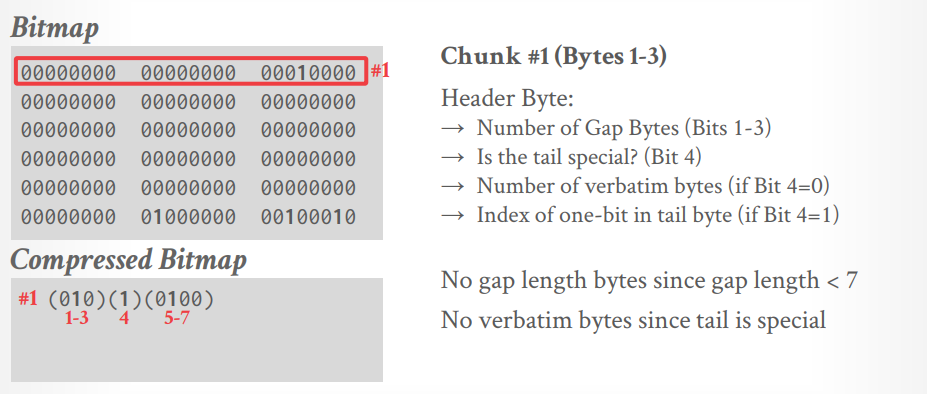 Bitmap
00000000 00000000 00010000 #1
00000000 00000000 00000000
00000000 00000000 00000000
00000000 00000000 00000000
00000000 00000000 00000000
00000000 01000000 00100010
Compressed Bitmap
#1 (010)(1)(0100)
1-3 4 5-7
Chunk #1 (Bytes 1-3)
Header Byte:
→ Number of Gap Bytes (Bits 1-3)
→ Is the tail special? (Bit 4)
→ Number of verbatim bytes (if Bit 4=0)
→ Index of one-bit in tail byte (if Bit 4=1)
No gap length bytes since gap length < 7
No verbatim bytes since tail is special